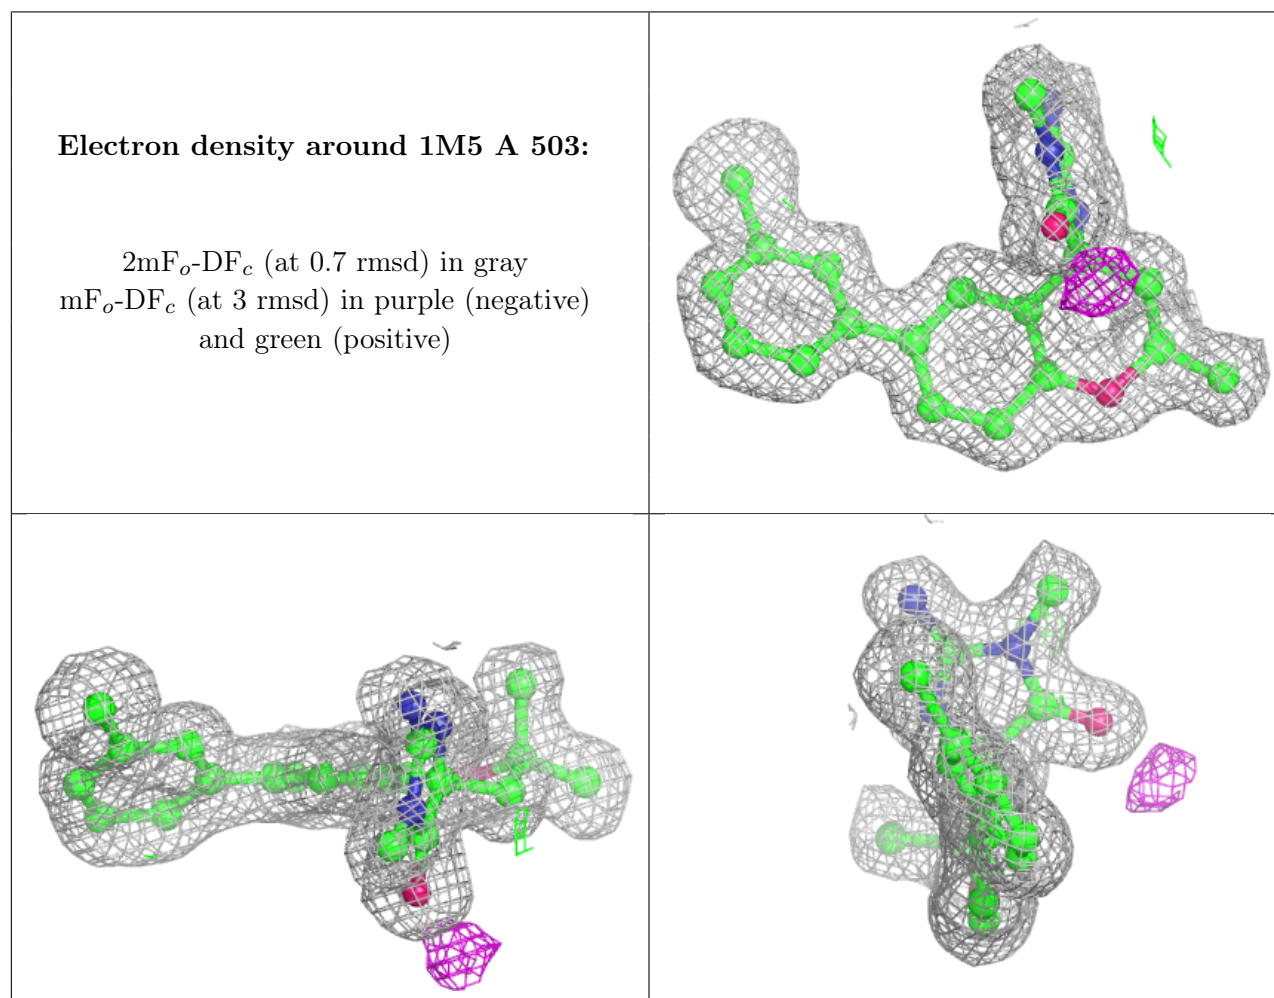 Electron density around 1M5 A 503:
2mFₒ-DF𝒸 (at 0.7 rmsd) in gray
mFₒ-DF𝒸 (at 3 rmsd) in purple (negative)
and green (positive)